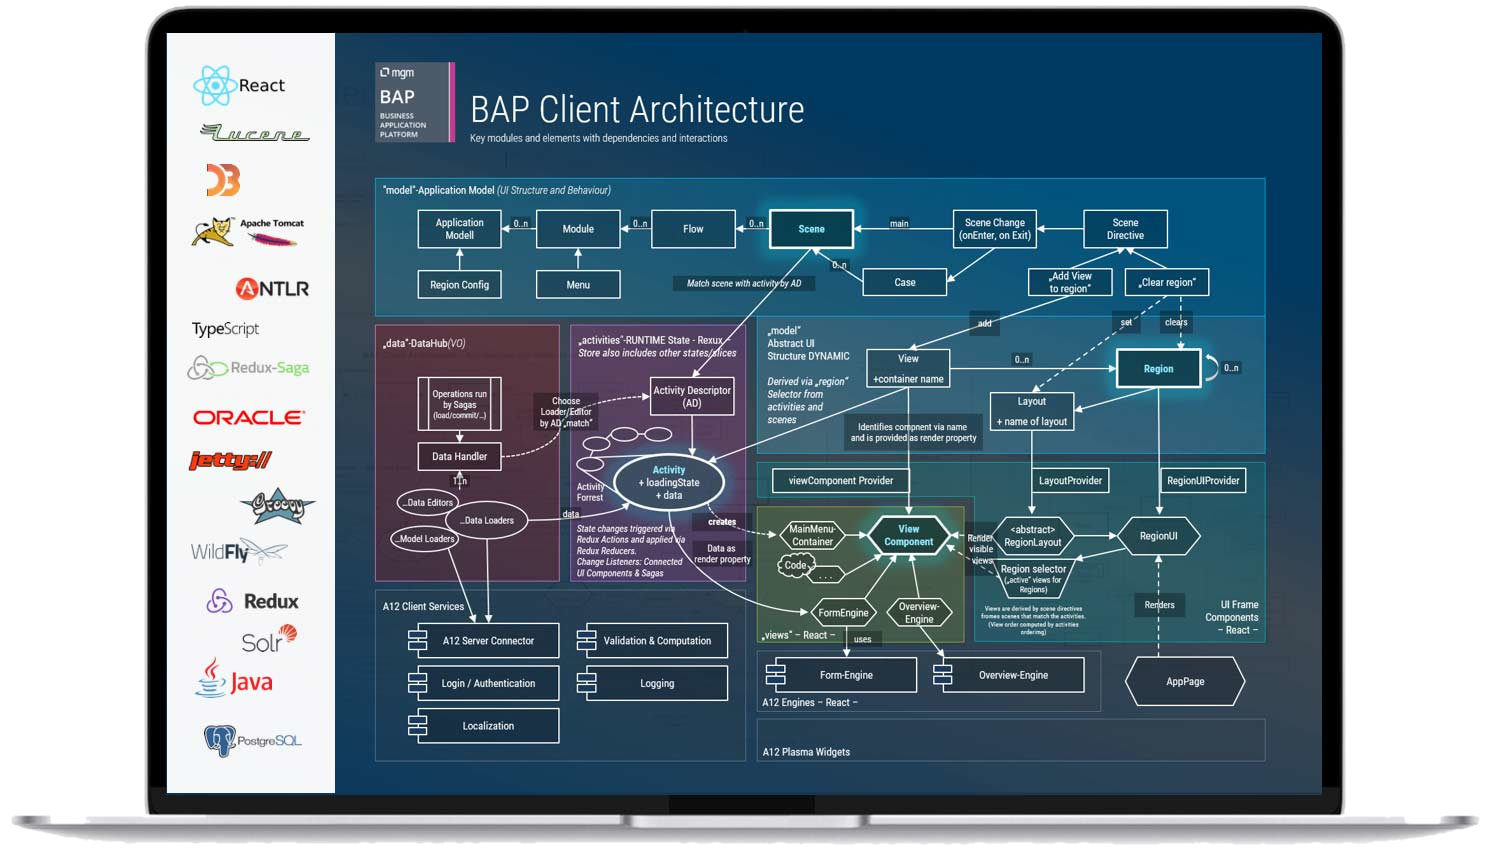 React
Lucene
D3
Apache Tomcat
ANTLR
TypeScript
Redux-Saga
ORACLE
jetty://
Groovy
WildFly
Redux
Solr
Java
PostgreSQL
mgm
BAP
BUSINESS
APPLICATION
PLATFORM
BAP Client Architecture
Key modules and elements with dependencies and interactions
"model"-Application Model (UI Structure and Behaviour)
Application
Modell
0..n
Module
0..n
Flow
0..n
Scene
main
Scene Change
(onEnter, on Exit)
Scene
Directive
Region Config
Menu
Match scene with activity by AD
0..n
Case
„Add View
to region"
„Clear region"
„data"-DataHub(VO)
Operations run
by Sagas
(load/commit/...)
Data Handler
1..n
...Data Editors
...Data Loaders
...Model Loaders
„activities"-RUNTIME State - Rexux -
Store also includes other states/slices
Choose
Loader/Editor
by AD „match"
Activity Descriptor
(AD)
Activity
+ loadingState
+ data
Activity
Forrest
data
State changes triggered via
Redux Actions and applied via
Redux Reducers.
Change Listeners: Connected
UI Components & Sagas
creates
Data as
render property
„model"
Abstract UI
Structure DYNAMIC
Derived via „region"
Selector from
activities and
scenes
add
set
clears
View
+container name
0..n
Region
0..n
Layout
+ name of layout
Identifies compnent via name
and is provided as render property
viewComponent Provider
LayoutProvider
RegionUIProvider
MainMenu-
Container
View
Component
Code
...
FormEngine
Overview-
Engine
„views" – React –
uses
Render
visible
views
<abstract>
RegionLayout
RegionUI
Region selector
(„active" views for
Regions)
Views are derived by scene directives
fromes scenes that match the activities.
(View order computed by activities
ordering)
Renders
UI Frame
Components
– React –
A12 Client Services
A12 Server Connector
Validation & Computation
Login / Authentication
Logging
Localization
Form-Engine
Overview-Engine
A12 Engines – React –
AppPage
A12 Plasma Widgets